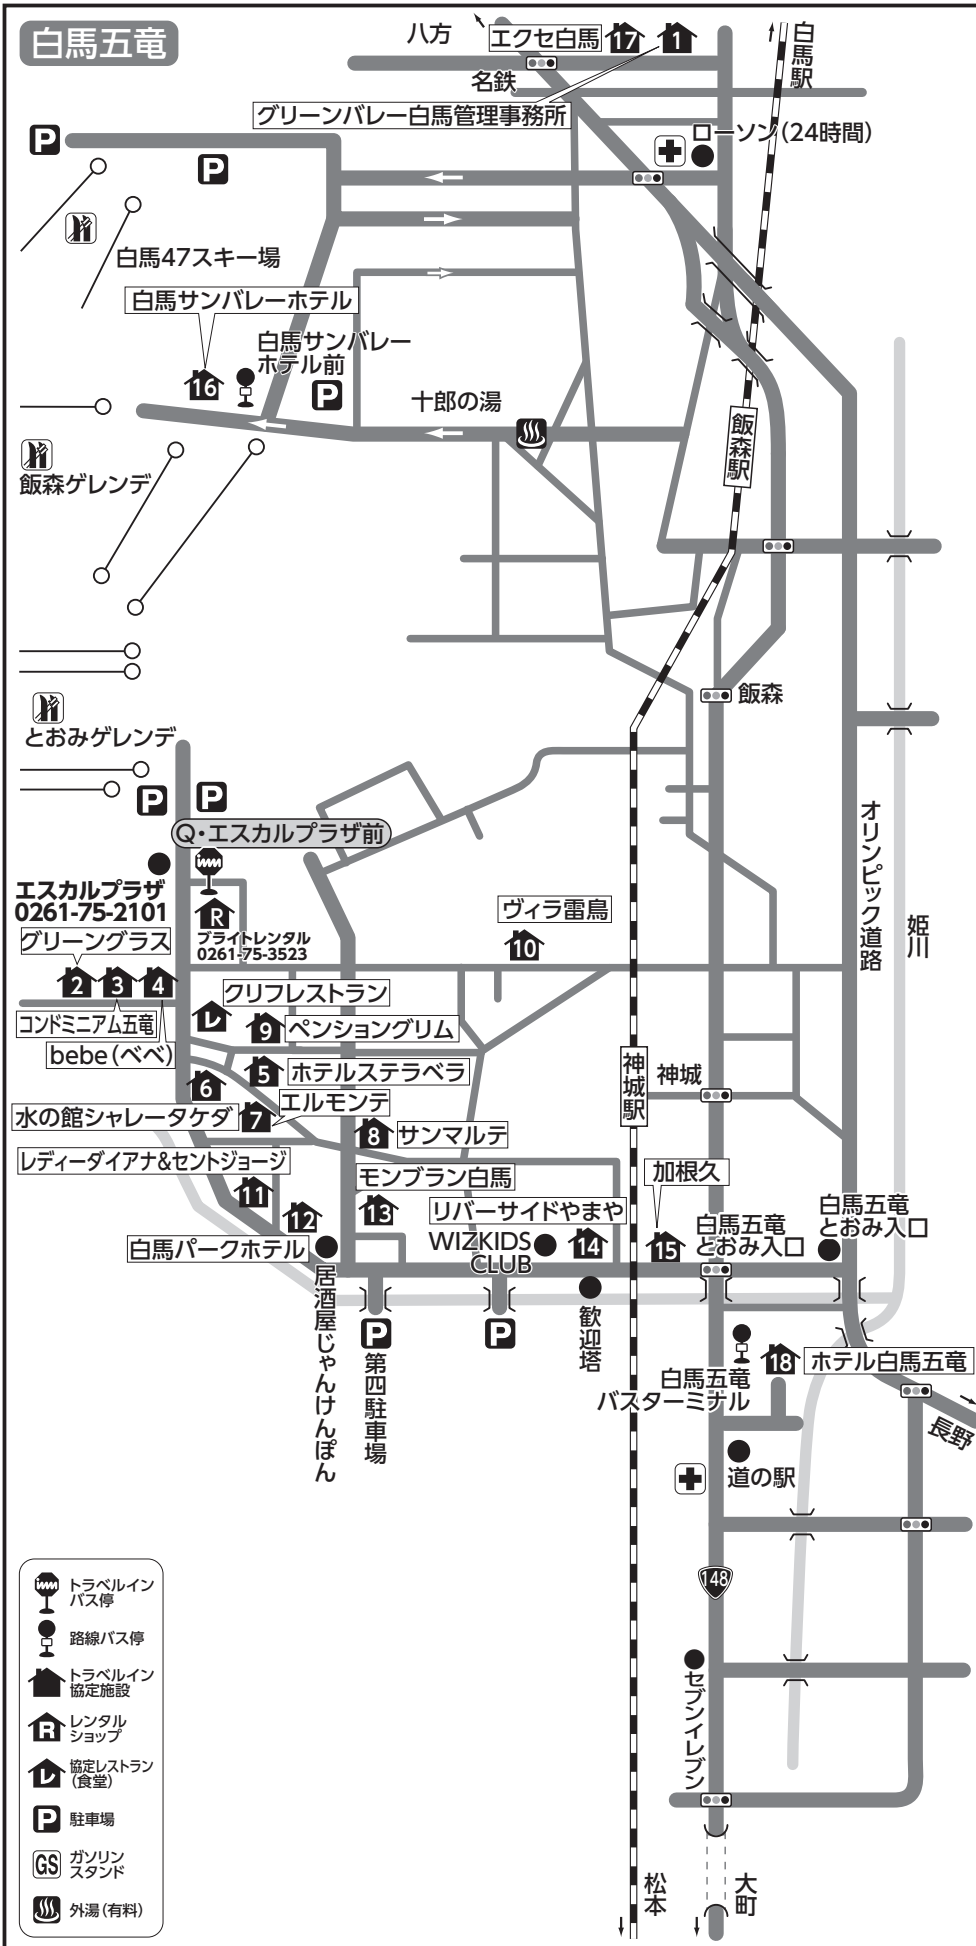 白馬五竜
八方
エクセ白馬
17
1
白馬駅
名鉄
グリーンバレー白馬管理事務所
P
P
ローソン(24時間)
白馬47スキー場
白馬サンバレーホテル
白馬サンバレー
ホテル前
16
P
十郎の湯
飯森駅
飯森ゲレンデ
飯森
とおみゲレンデ
P
P
Q・エスカルプラザ前
オリンピック道路
姫川
エスカルプラザ
0261-75-2101
R
ブライトレンタル
0261-75-3523
ヴィラ雷鳥
10
グリーングラス
2
3
4
コンドミニアム五竜
bebe(べべ)
レ
クリフレストラン
9
ペンショングリム
5
ホテルステラベラ
6
エルモンテ
水の館シャレータケダ
7
8
サンマルテ
神城駅
神城
レディーダイアナ&セントジョージ
モンブラン白馬
加根久
11
12
13
リバーサイドやまや
WIZKIDS
CLUB
14
15
白馬五竜
とおみ入口
白馬五竜
とおみ入口
白馬パークホテル
居酒屋じゃんけんぽん
P
第四駐車場
P
歓迎塔
18
ホテル白馬五竜
白馬五竜
バスターミナル
長野
道の駅
148
セブンイレブン
松本
大町
トラベルイン
バス停
路線バス停
トラベルイン
協定施設
R
レンタル
ショップ
レ
協定レストラン
(食堂)
P
駐車場
GS
ガソリン
スタンド
外湯(有料)